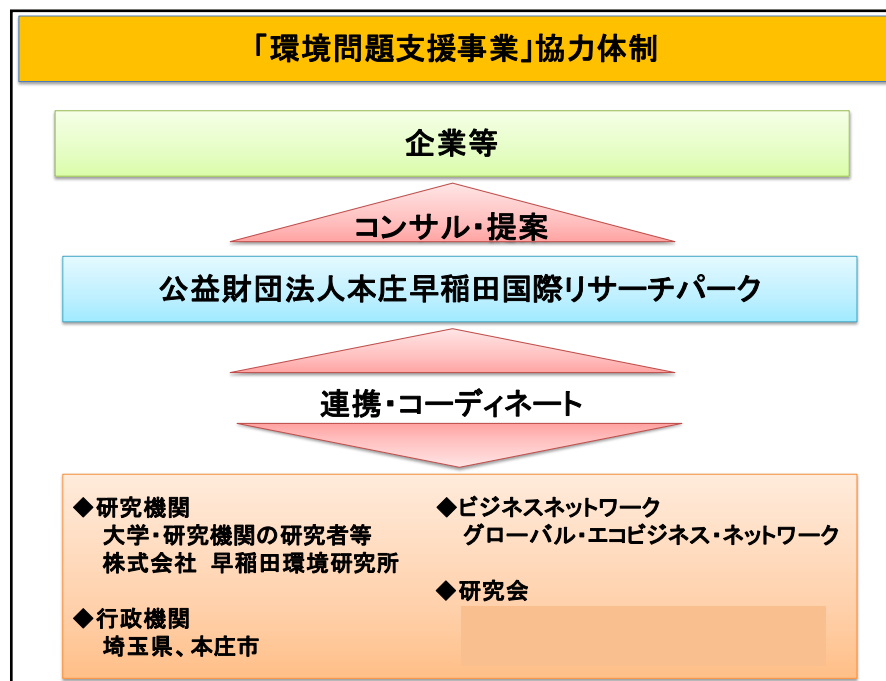 「環境問題支援事業」協力体制
企業等
コンサル・提案
公益財団法人本庄早稲田国際リサーチパーク
連携・コーディネート
◆研究機関
大学・研究機関の研究者等
株式会社 早稲田環境研究所
◆行政機関
埼玉県、本庄市
◆ビジネスネットワーク
グローバル・エコビジネス・ネットワーク
◆研究会